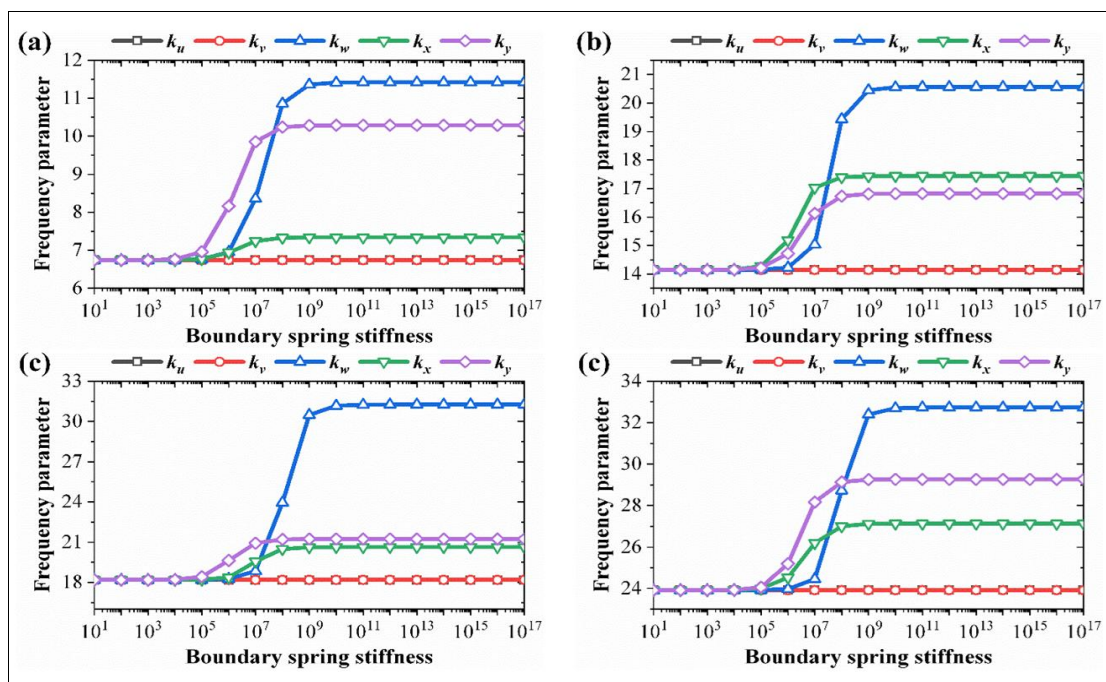 (a) k_u k_v k_w k_x k_y
12
11
10
9
8
7
6
Frequency parameter
10^1 10^3 10^5 10^7 10^9 10^11 10^13 10^15 10^17
Boundary spring stiffness
(b) k_u k_v k_w k_x k_y
21
20
19
18
17
16
15
14
Frequency parameter
10^1 10^3 10^5 10^7 10^9 10^11 10^13 10^15 10^17
Boundary spring stiffness
(c) k_u k_v k_w k_x k_y
33
30
27
24
21
18
Frequency parameter
10^1 10^3 10^5 10^7 10^9 10^11 10^13 10^15 10^17
Boundary spring stiffness
(c) k_u k_v k_w k_x k_y
34
32
30
28
26
24
Frequency parameter
10^1 10^3 10^5 10^7 10^9 10^11 10^13 10^15 10^17
Boundary spring stiffness